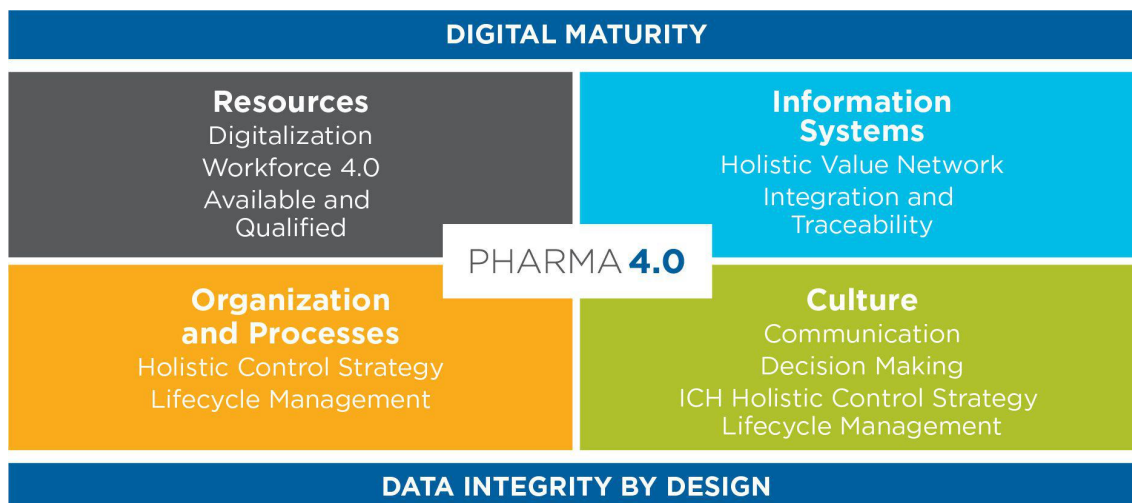 DIGITAL MATURITY
Resources
Digitalization
Workforce 4.0
Available and
Qualified
Information
Systems
Holistic Value Network
Integration and
Traceability
PHARMA 4.0
Organization
and Processes
Holistic Control Strategy
Lifecycle Management
Culture
Communication
Decision Making
ICH Holistic Control Strategy
Lifecycle Management
DATA INTEGRITY BY DESIGN